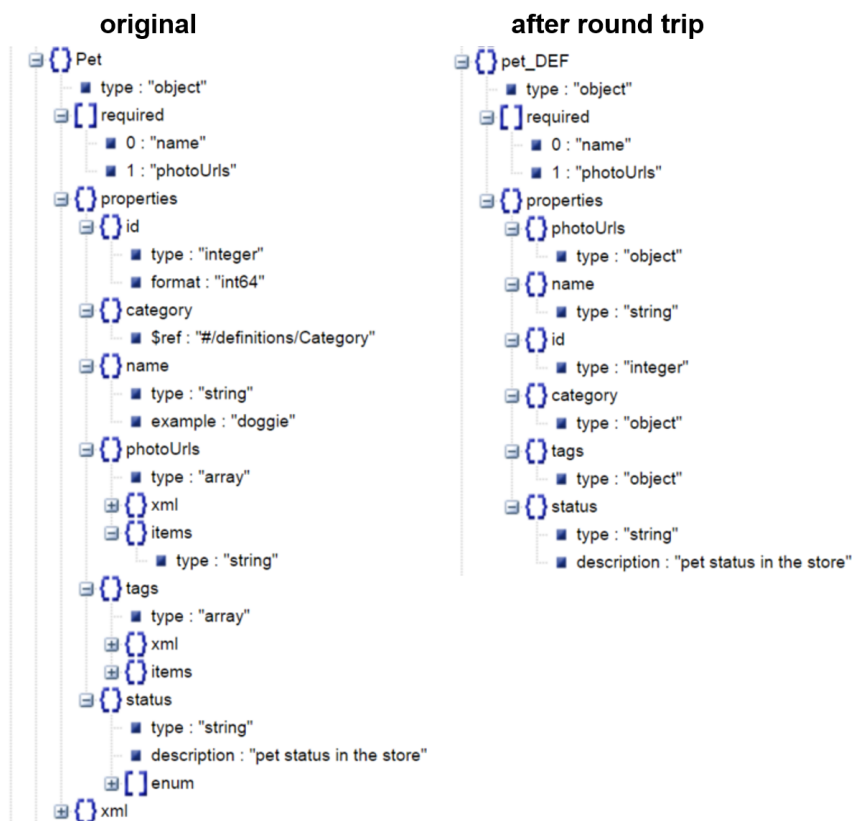 original
Pet
type : "object"
required
0 : "name"
1 : "photoUrls"
properties
id
type : "integer"
format : "int64"
category
$ref : "#/definitions/Category"
name
type : "string"
example : "doggie"
photoUrls
type : "array"
xml
items
type : "string"
tags
type : "array"
xml
items
status
type : "string"
description : "pet status in the store"
enum
xml
after round trip
pet_DEF
type : "object"
required
0 : "name"
1 : "photoUrls"
properties
photoUrls
type : "object"
name
type : "string"
id
type : "integer"
category
type : "object"
tags
type : "object"
status
type : "string"
description : "pet status in the store"